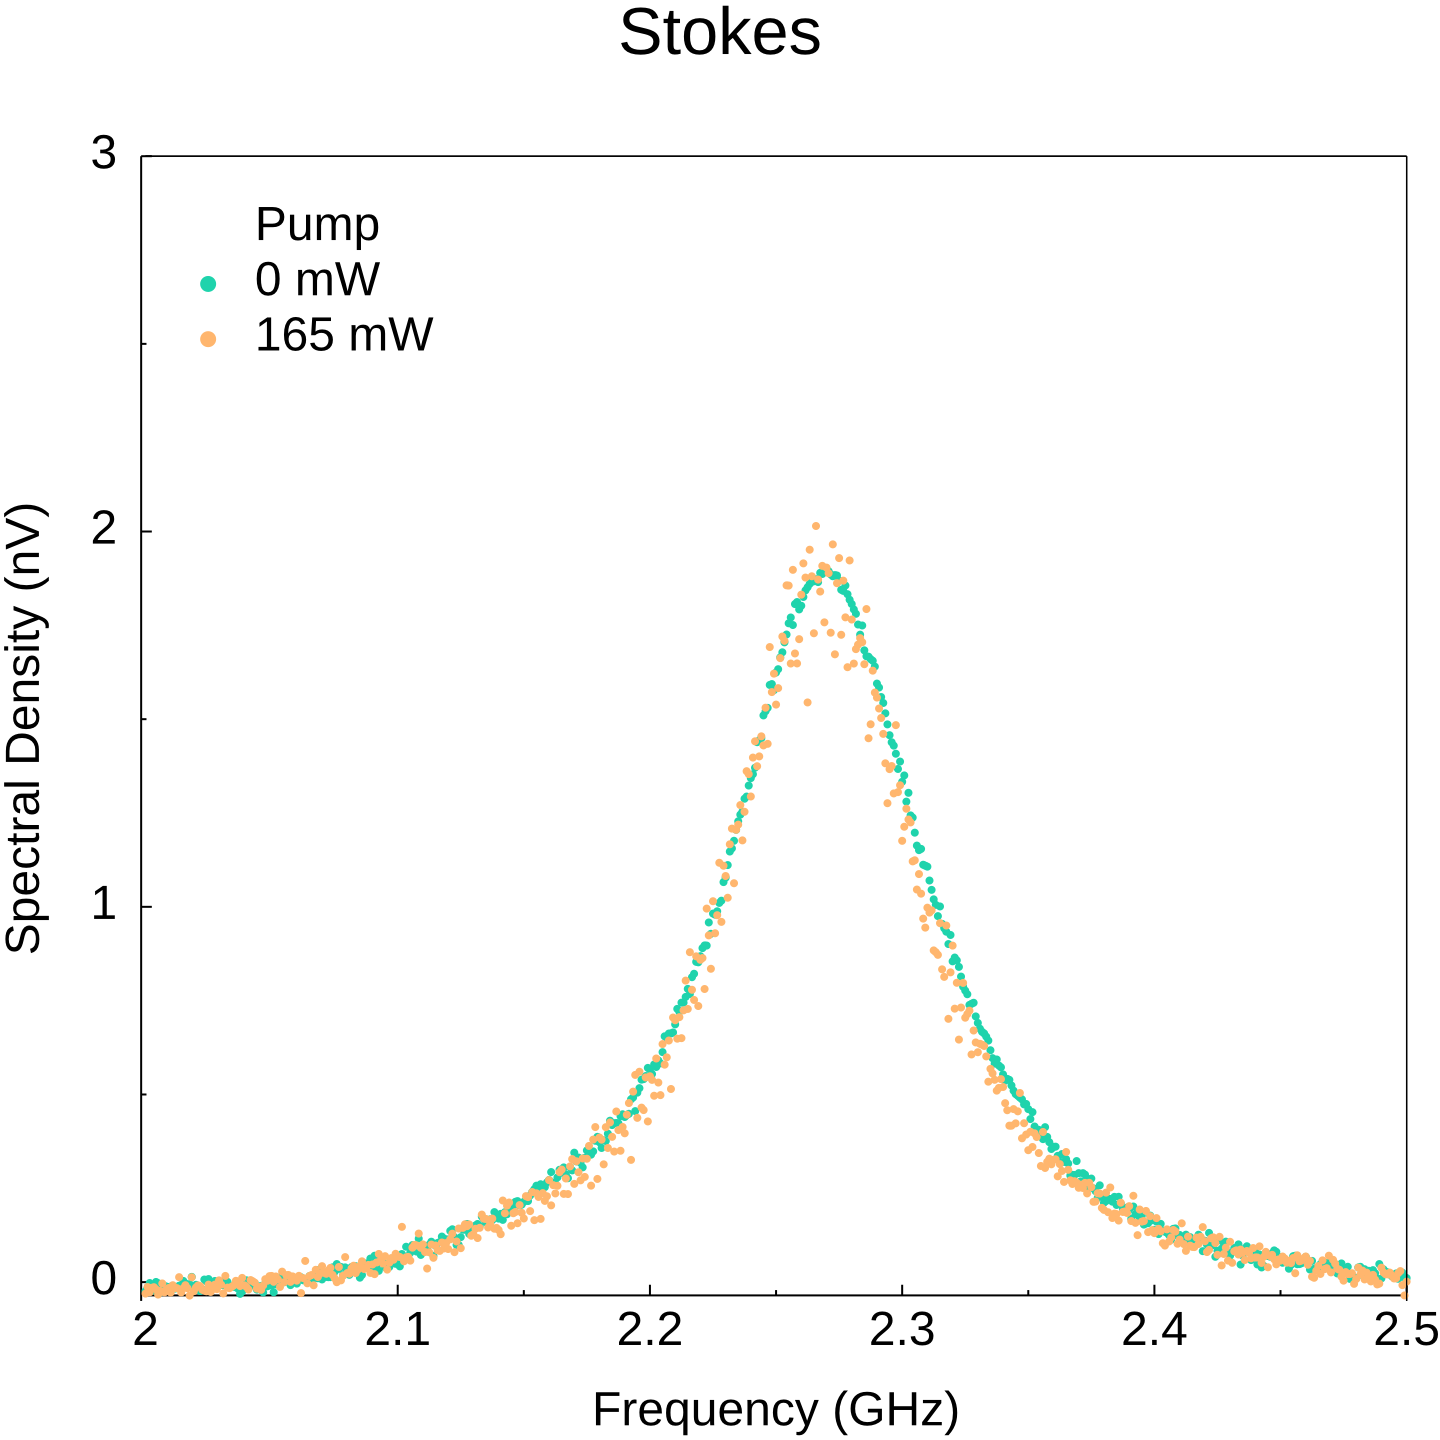 Stokes
3
Pump
0 mW
165 mW
2
1
0
Spectral Density (nV)
2 2.1 2.2 2.3 2.4 2.5
Frequency (GHz)